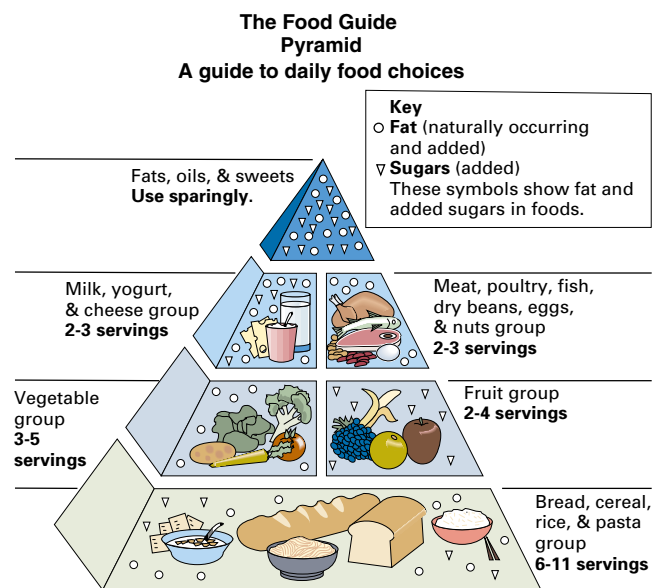 The Food Guide
Pyramid
A guide to daily food choices
Key
Fat (naturally occurring
and added)
Sugars (added)
These symbols show fat and
added sugars in foods.
Fats, oils, & sweets
Use sparingly.
Milk, yogurt,
& cheese group
2-3 servings
Meat, poultry, fish,
dry beans, eggs,
& nuts group
2-3 servings
Vegetable
group
3-5
servings
Fruit group
2-4 servings
Bread, cereal,
rice, & pasta
group
6-11 servings